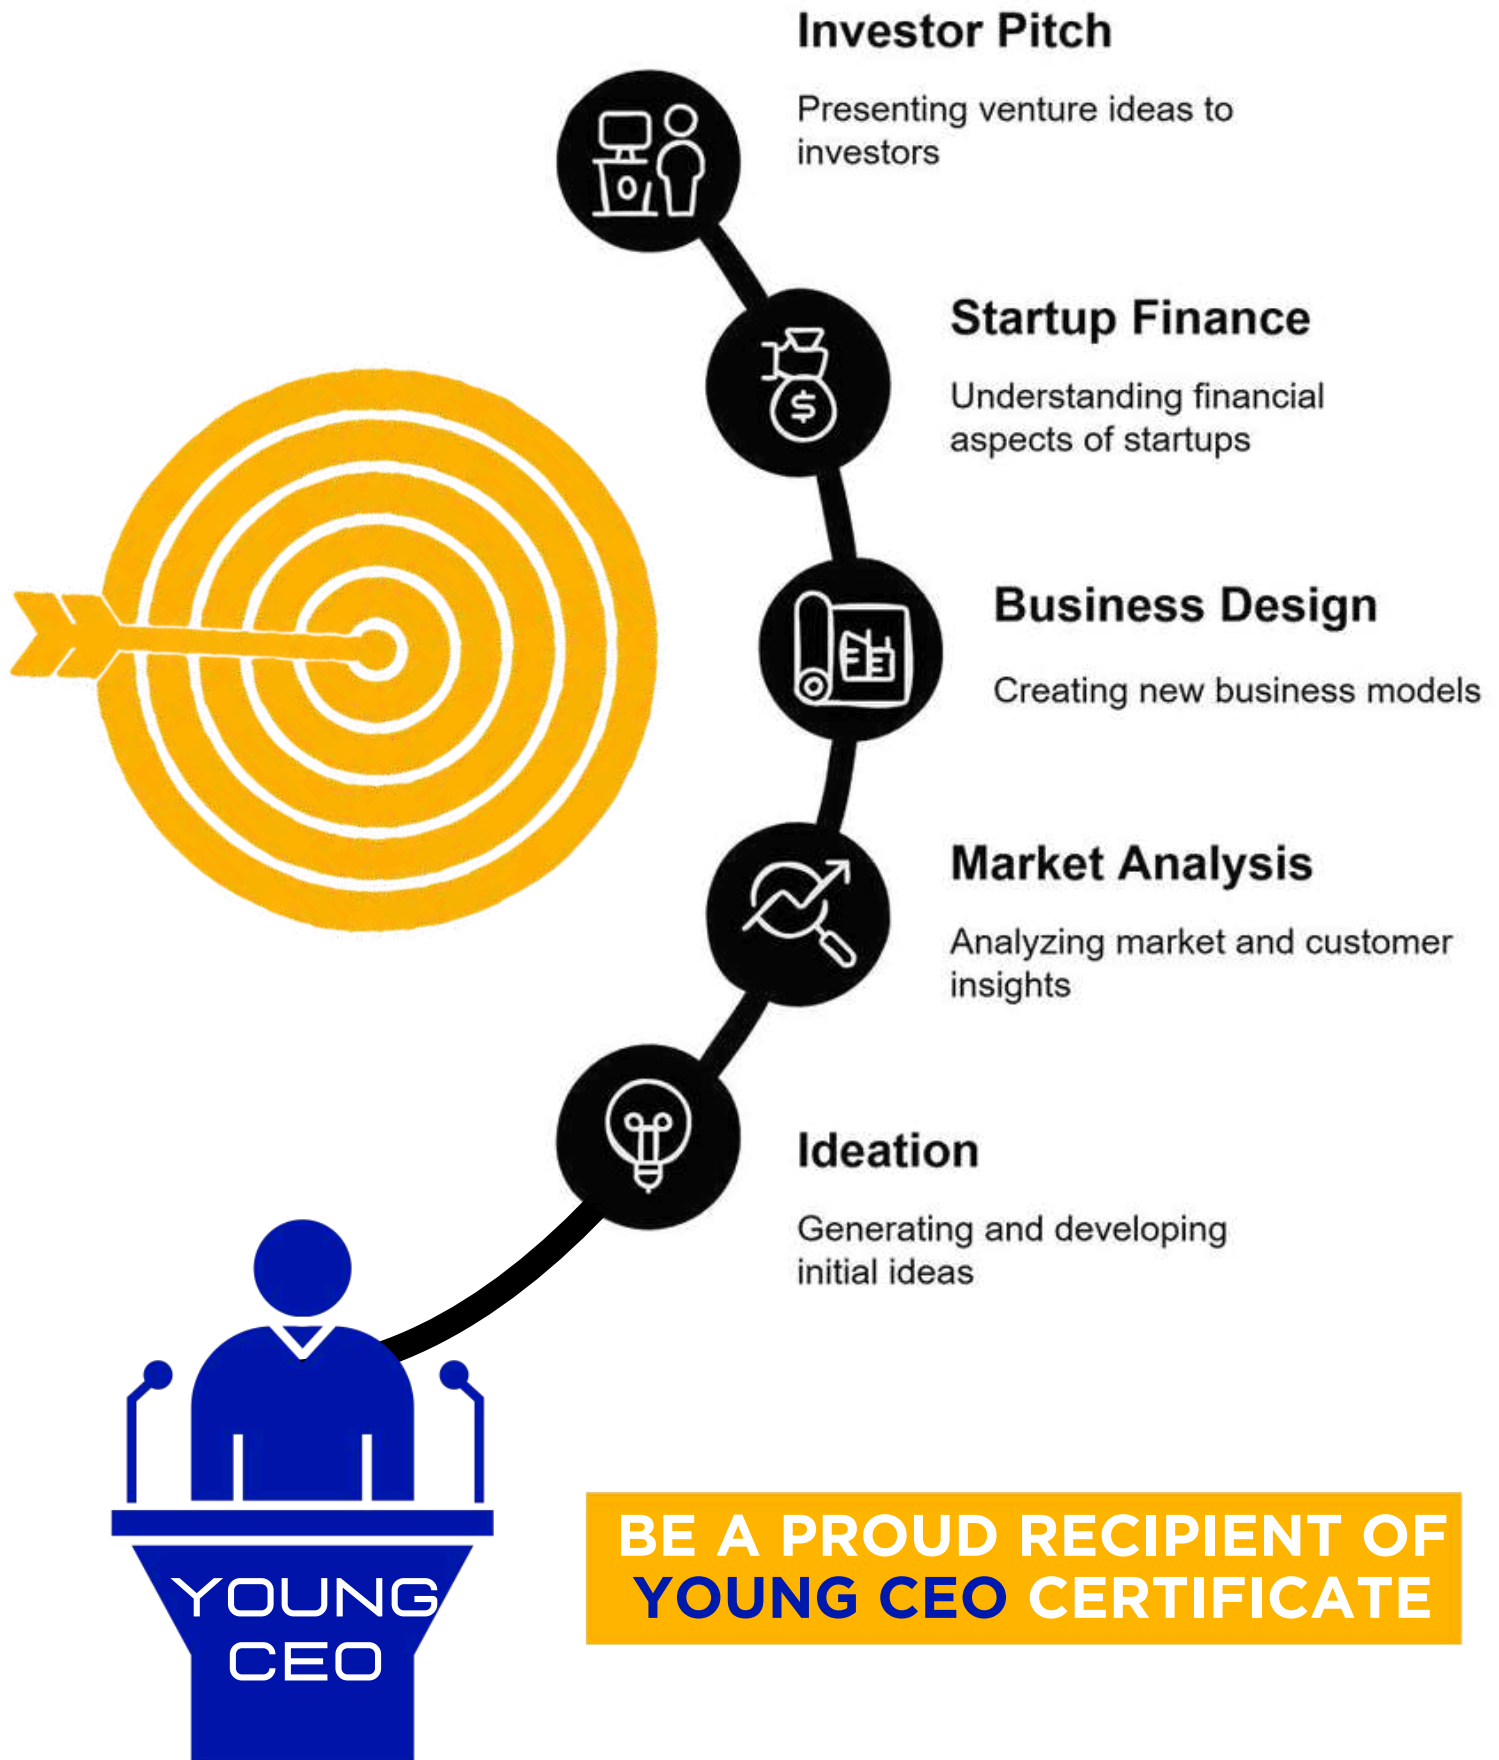 Investor Pitch
Presenting venture ideas to
investors
Startup Finance
Understanding financial
aspects of startups
Business Design
Creating new business models
Market Analysis
Analyzing market and customer
insights
Ideation
Generating and developing
initial ideas
BE A PROUD RECIPIENT OF
YOUNG CEO CERTIFICATE
YOUNG
CEO